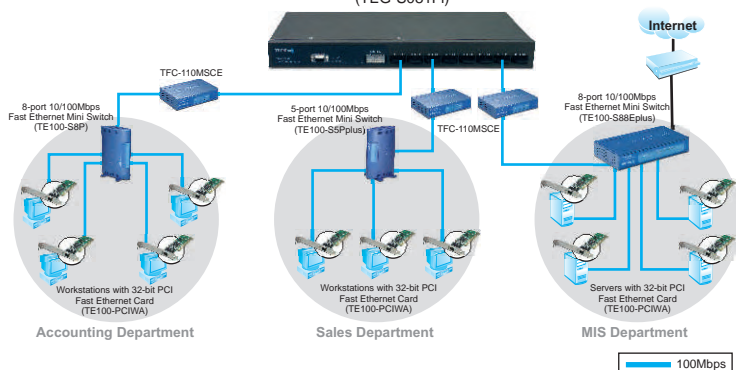 Internet
TFC-110MSCE
8-port 10/100Mbps
Fast Ethernet Mini Switch
(TE100-S8P)
5-port 10/100Mbps
Fast Ethernet Mini Switch
(TE100-S5Pplus)
TFC-110MSCE
8-port 10/100Mbps
Fast Ethernet Mini Switch
(TE100-S88Eplus)
Workstations with 32-bit PCI
Fast Ethernet Card
(TE100-PCIWA)
Accounting Department
Workstations with 32-bit PCI
Fast Ethernet Card
(TE100-PCIWA)
Sales Department
Servers with 32-bit PCI
Fast Ethernet Card
(TE100-PCIWA)
MIS Department
100Mbps